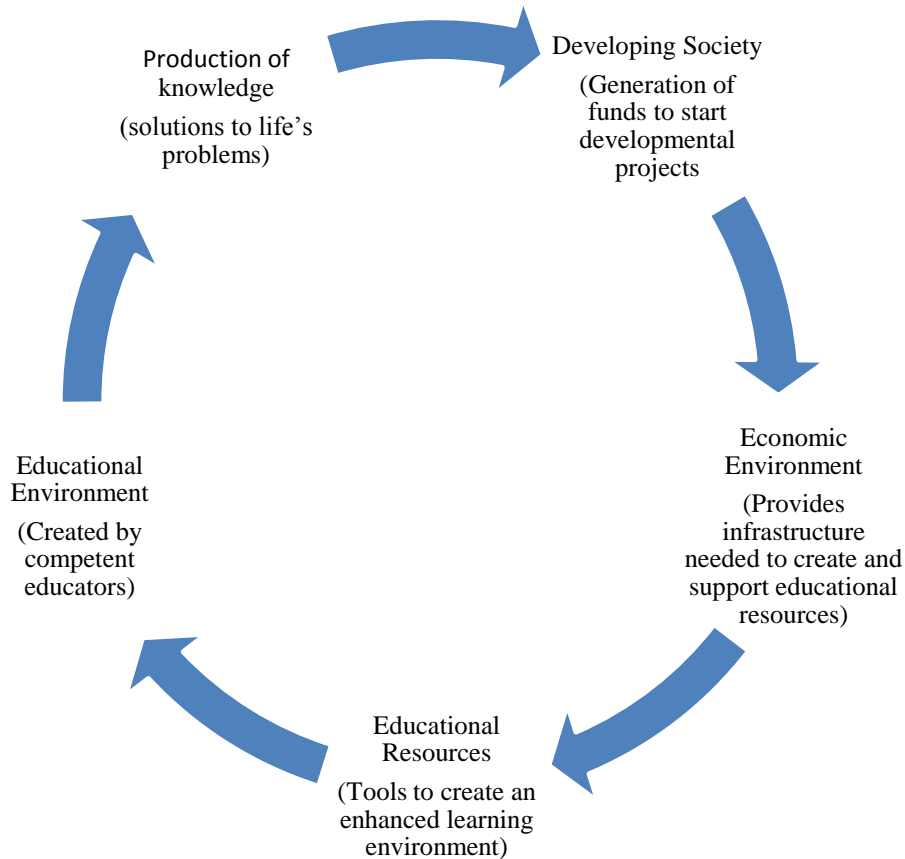 Production of
knowledge
(solutions to life’s
problems)
Developing Society
(Generation of
funds to start
developmental
projects
Economic
Environment
(Provides
infrastructure
needed to create and
support educational
resources)
Educational
Resources
(Tools to create an
enhanced learning
environment)
Educational
Environment
(Created by
competent
educators)